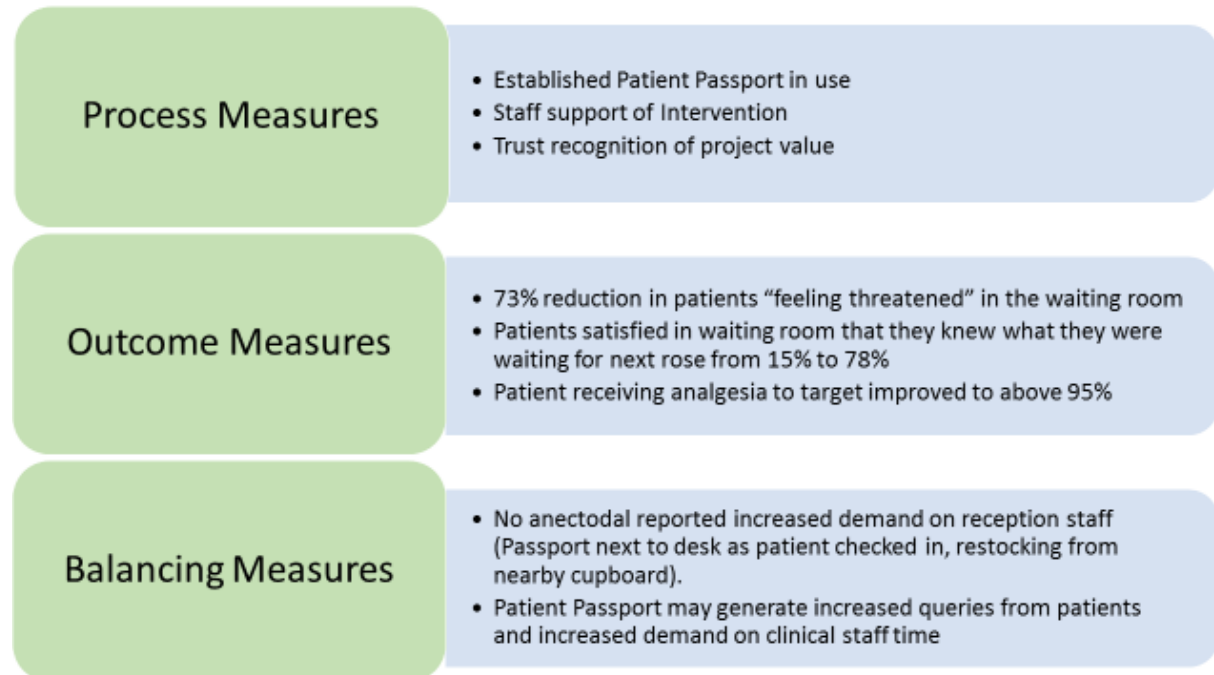 Process Measures
• Established Patient Passport in use
• Staff support of Intervention
• Trust recognition of project value
Outcome Measures
• 73% reduction in patients “feeling threatened” in the waiting room
• Patients satisfied in waiting room that they knew what they were
waiting for next rose from 15% to 78%
• Patient receiving analgesia to target improved to above 95%
Balancing Measures
• No anectodal reported increased demand on reception staff
(Passport next to desk as patient checked in, restocking from
nearby cupboard).
• Patient Passport may generate increased queries from patients
and increased demand on clinical staff time